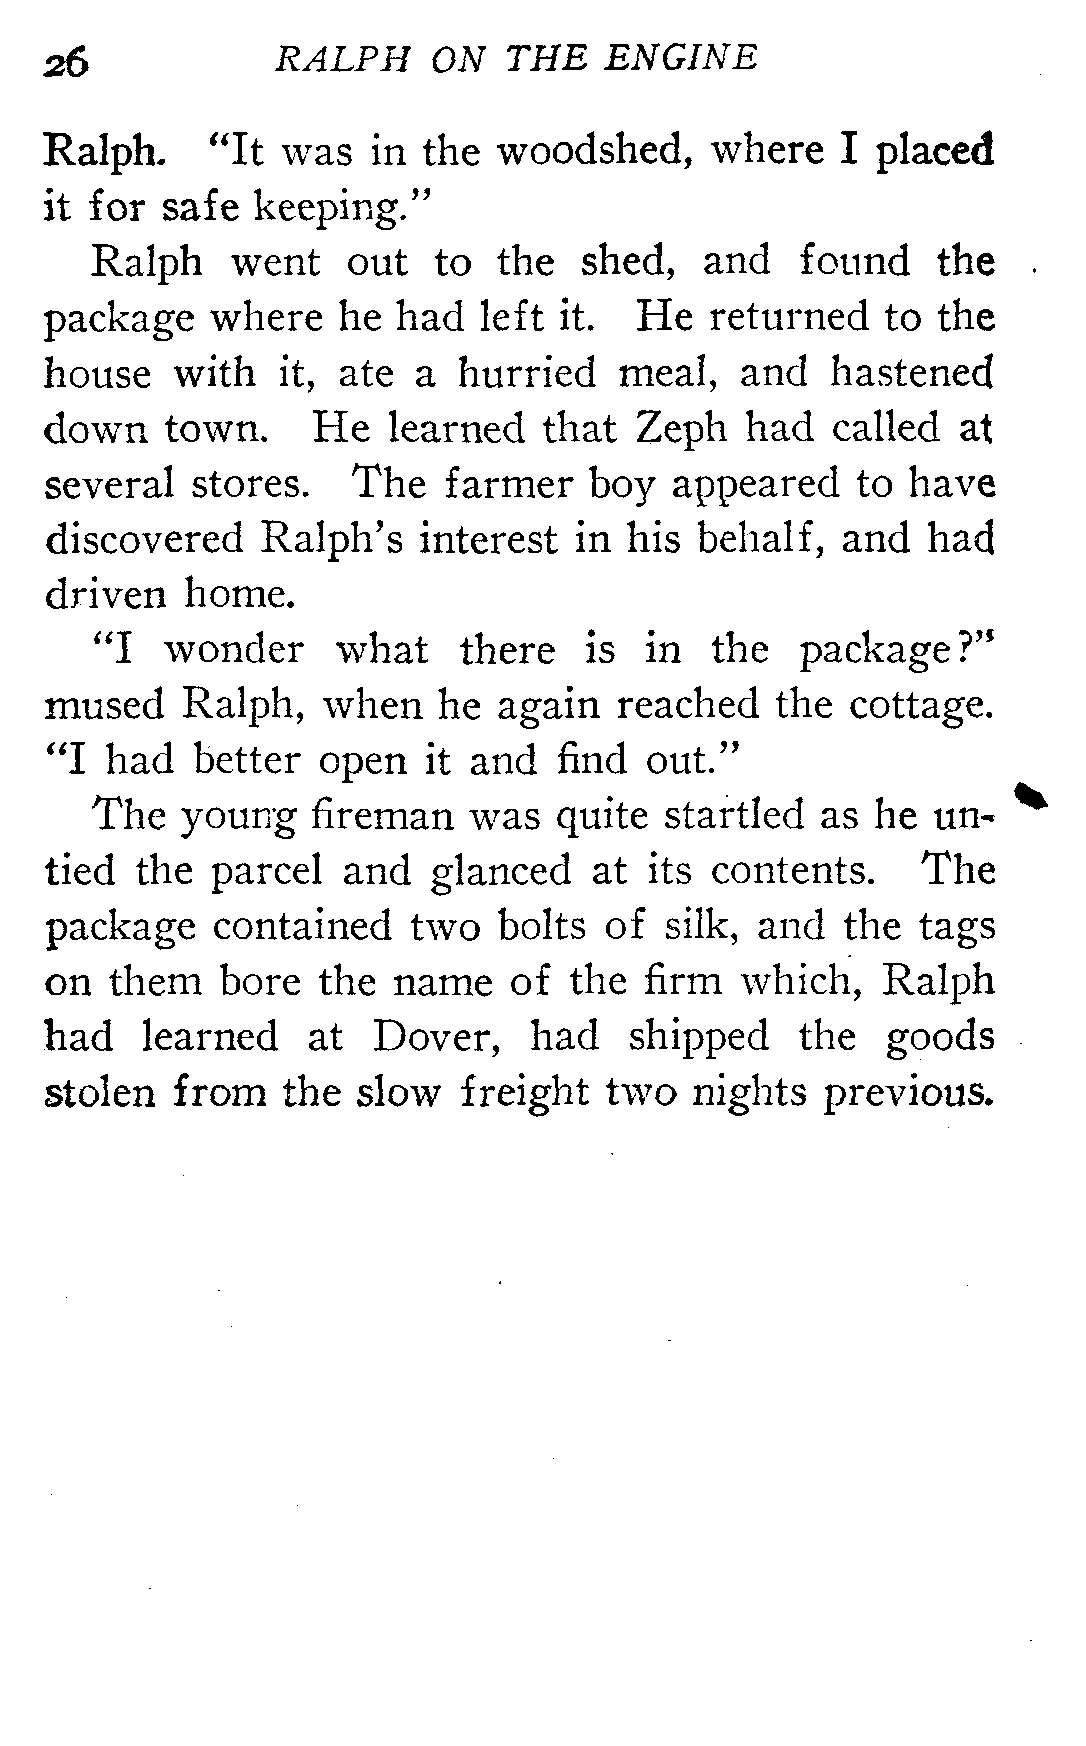 26 RALPH ON THE ENGINE
Ralph. "It was in the woodshed, where I placed
it for safe keeping."
Ralph went out to the shed, and found the
package where he had left it. He returned to the
house with it, ate a hurried meal, and hastened
down town. He learned that Zeph had called at
several stores. The farmer boy appeared to have
discovered Ralph's interest in his behalf, and had
driven home.
"I wonder what there is in the package?"
mused Ralph, when he again reached the cottage.
"I had better open it and find out."
The young fireman was quite startled as he un-
tied the parcel and glanced at its contents. The
package contained two bolts of silk, and the tags
on them bore the name of the firm which, Ralph
had learned at Dover, had shipped the goods
stolen from the slow freight two nights previous.